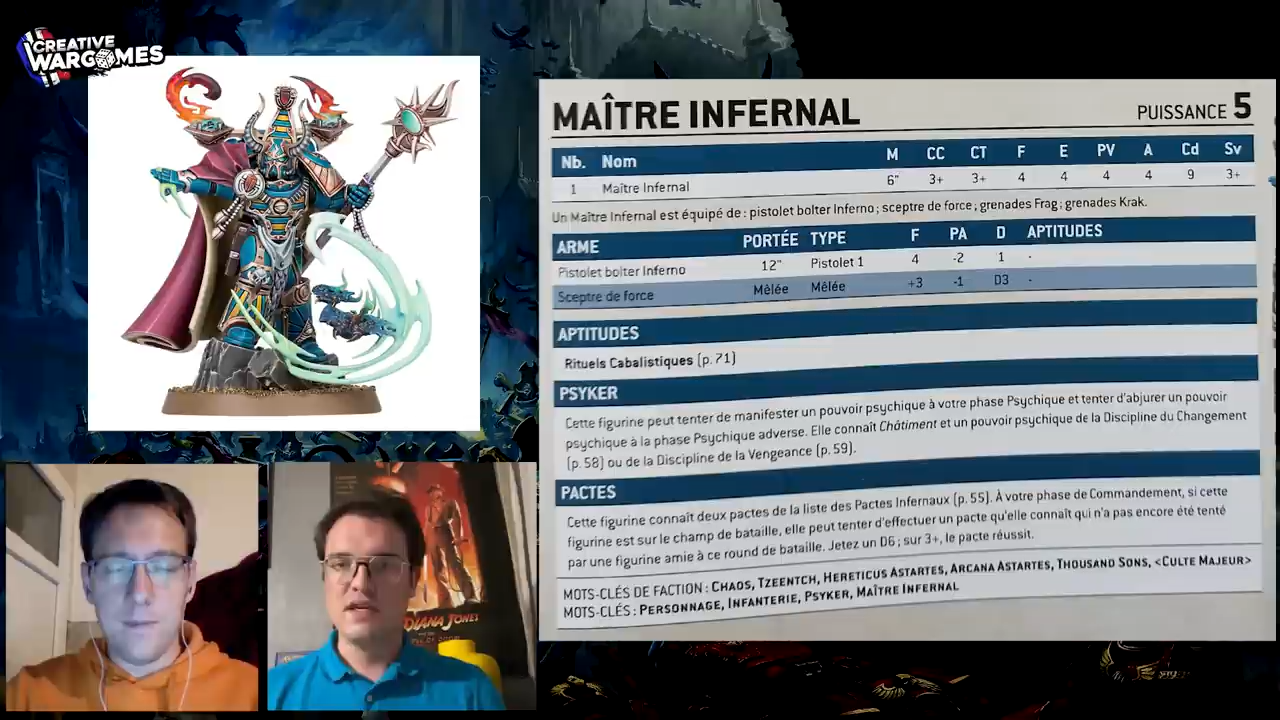 CREATIVE
WARGAMES
MAÎTRE INFERNAL
PUISSANCE 5
Nb. Nom M CC CT F E PV A Cd Sv
1 Maître Infernal 6" 3+ 3+ 4 4 4 4 9 3+
Un Maître Infernal est équipé de : pistolet bolter Inferno ; sceptre de force ; grenades Frag ; grenades Krak.
ARME PORTÉE TYPE F PA D APTITUDES
Pistolet bolter Inferno 12" Pistolet 1 4 -2 1 -
Sceptre de force Mêlée Mêlée +3 -1 D3 -
APTITUDES
Rituels Cabalistiques (p. 71)
PSYKER
Cette figurine peut tenter de manifester un pouvoir psychique à votre phase Psychique et tenter d'abjurer un pouvoir
psychique à la phase Psychique adverse. Elle connaît Châtiment et un pouvoir psychique de la Discipline du Changement
(p. 58) ou de la Discipline de la Vengeance (p. 59).
PACTES
Cette figurine connaît deux pactes de la liste des Pactes Infernaux (p. 55). À votre phase de Commandement, si cette
figurine est sur le champ de bataille, elle peut tenter d'effectuer un pacte qu'elle connaît qui n'a pas encore été tenté
par une figurine amie à ce round de bataille. Jetez un D6 ; sur 3+, le pacte réussit.
MOTS-CLÉS DE FACTION : CHAOS, TZEENTCH, HERETICUS ASTARTES, ARCANA ASTARTES, THOUSAND SONS, <CULTE MAJEUR>
MOTS-CLÉS : PERSONNAGE, INFANTERIE, PSYKER, MAÎTRE INFERNAL
DIANA JONES